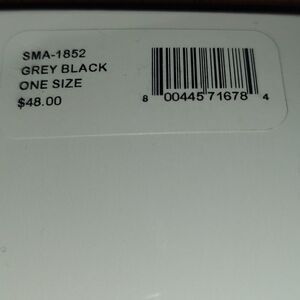 SMA-1852
GREY BLACK
ONE SIZE
$48.00
8 00445 71678 4